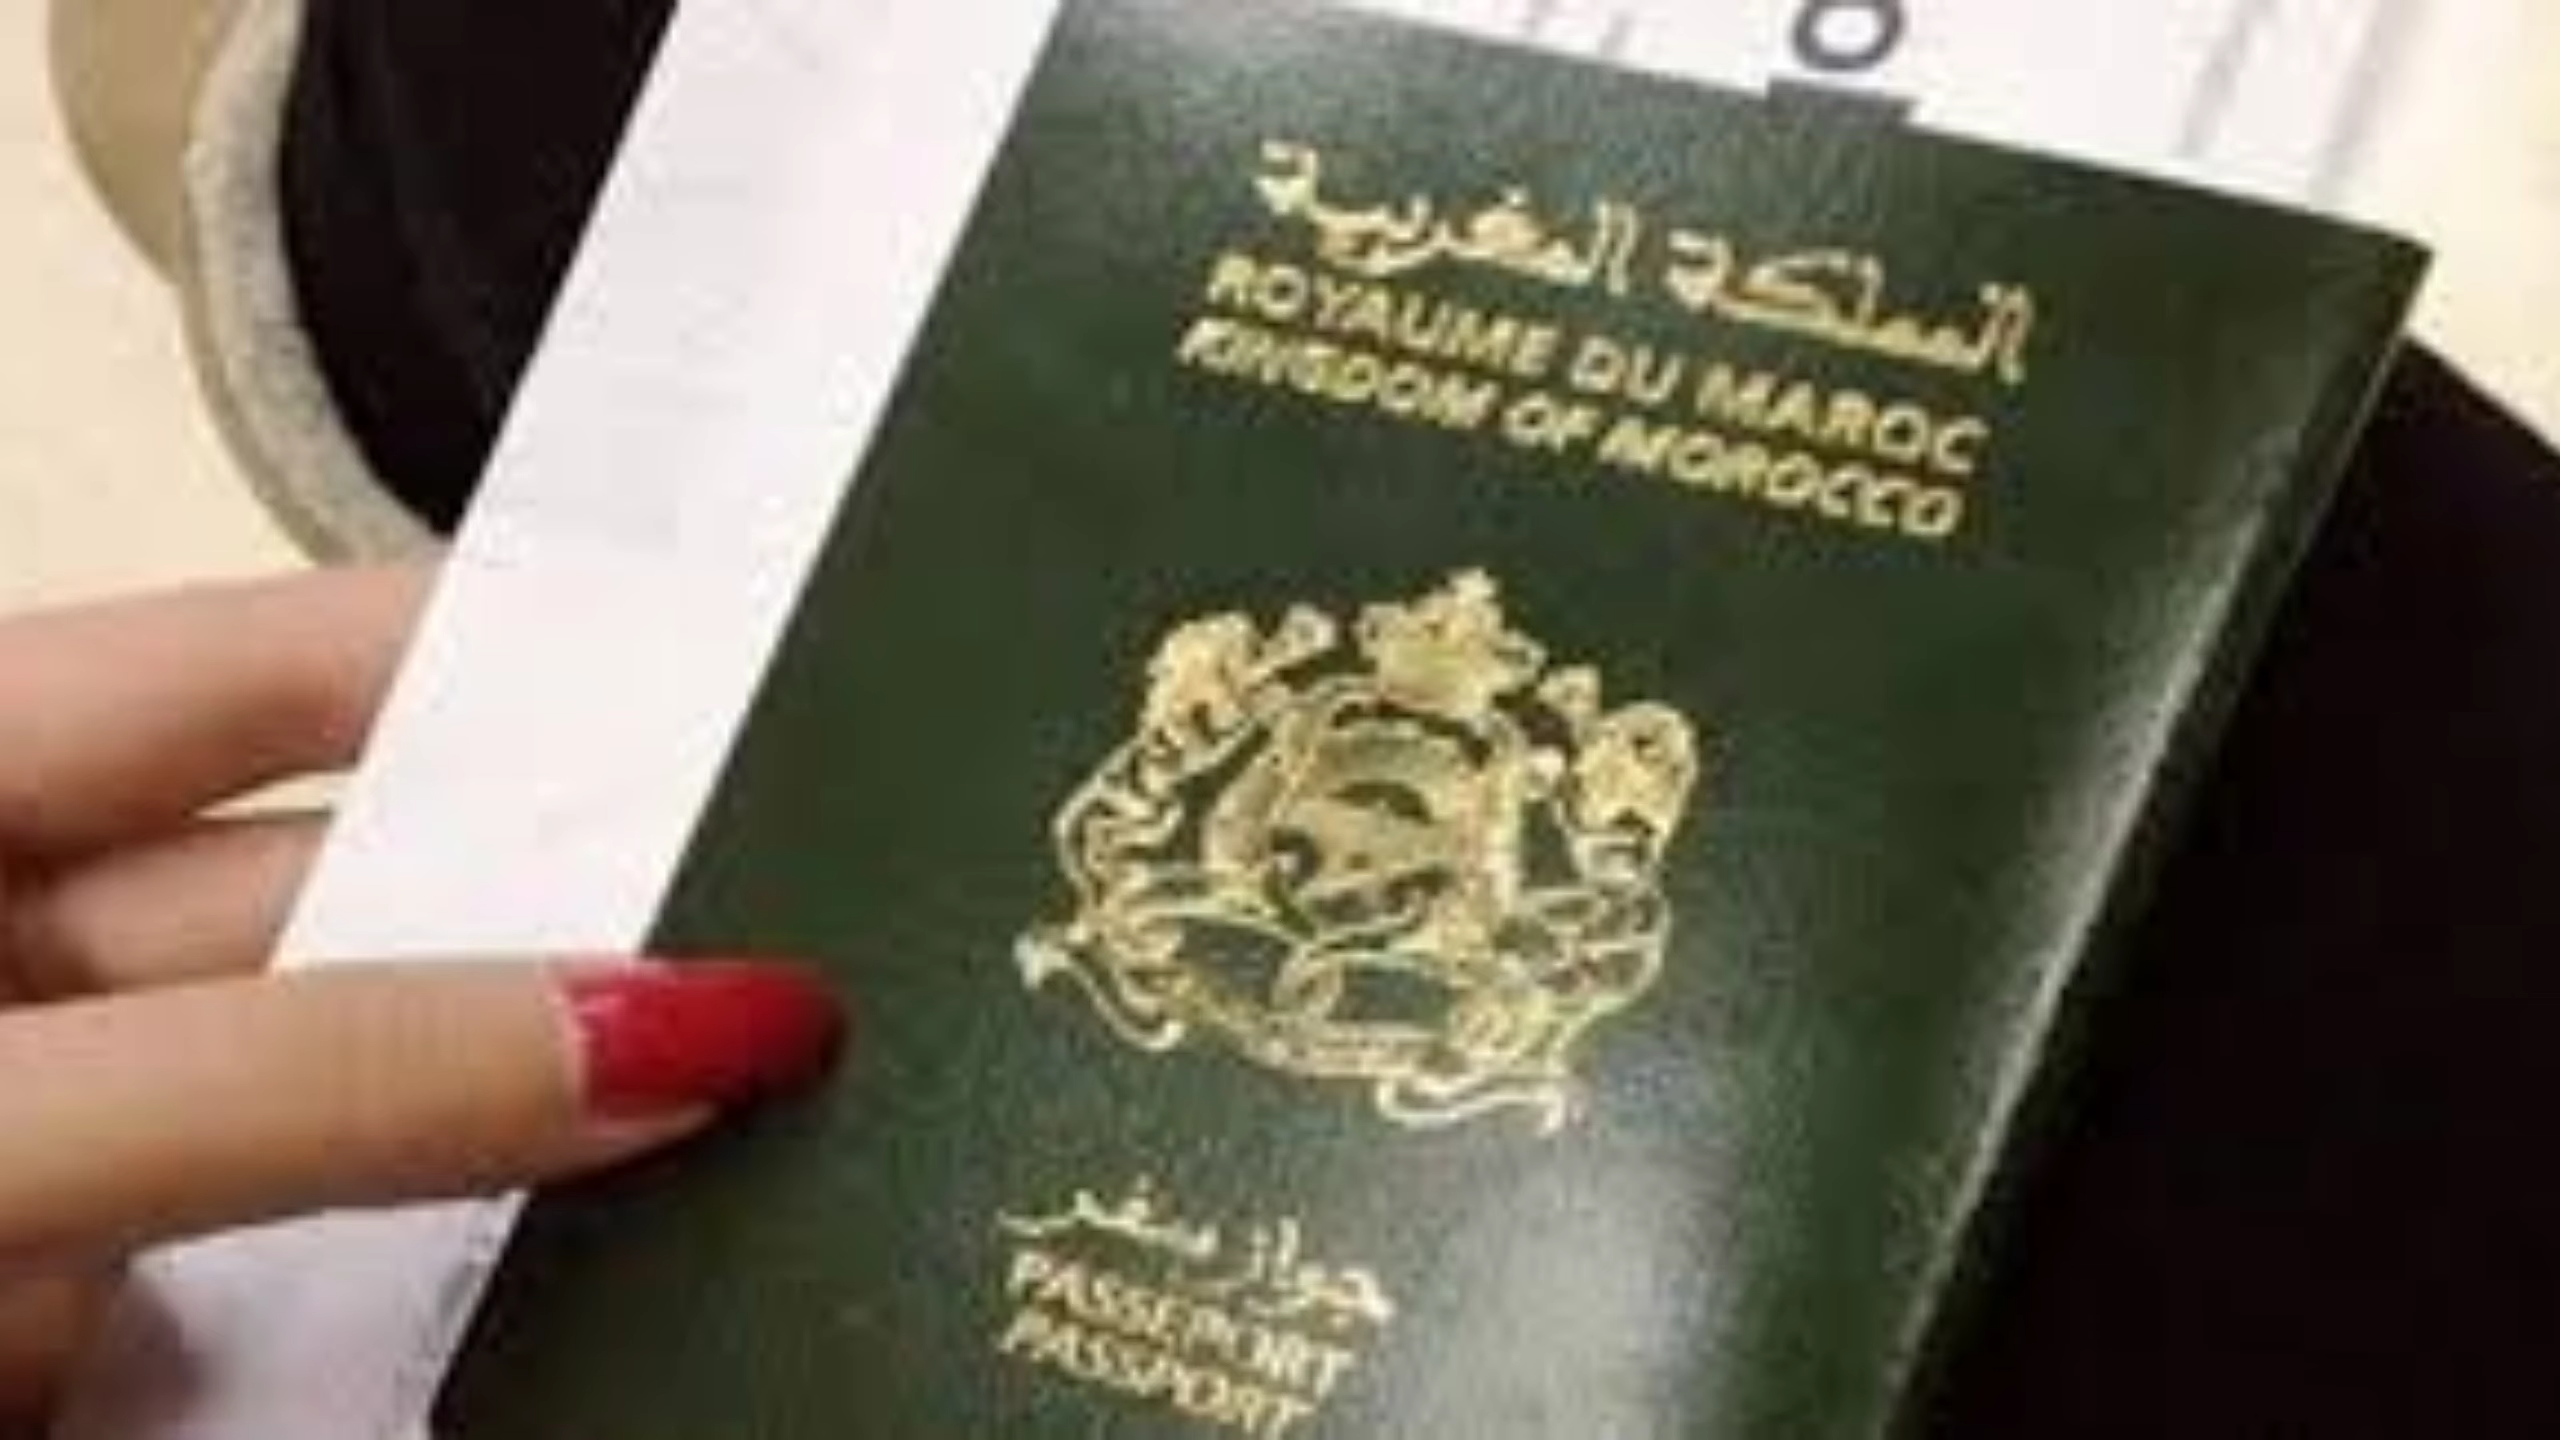 المملكة المغربية
ROYAUME DU MAROC
KINGDOM OF MOROCCO
جواز سفر
PASSEPORT
PASSPORT